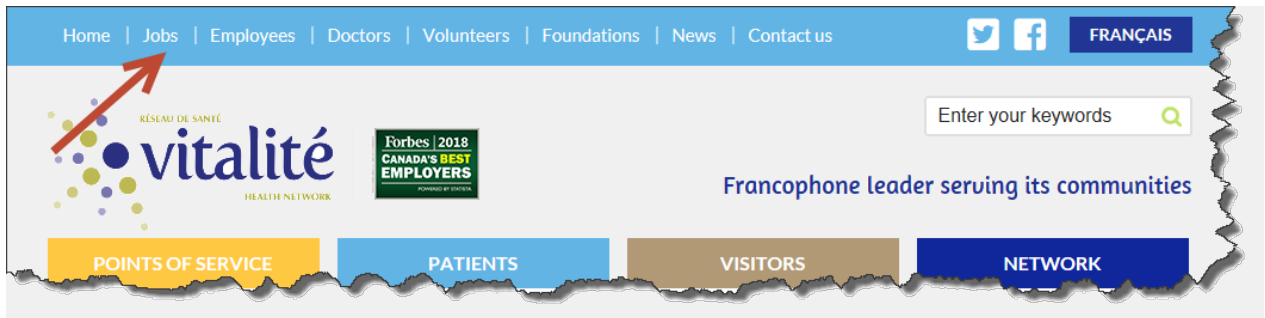 Home | Jobs | Employees | Doctors | Volunteers | Foundations | News | Contact us
FRANÇAIS
RÉSEAU DE SANTÉ
vitalité
HEALTH NETWORK
Forbes | 2018
CANADA'S BEST
EMPLOYERS
POWERED BY STATISTA
Enter your keywords
Francophone leader serving its communities
POINTS OF SERVICE
PATIENTS
VISITORS
NETWORK